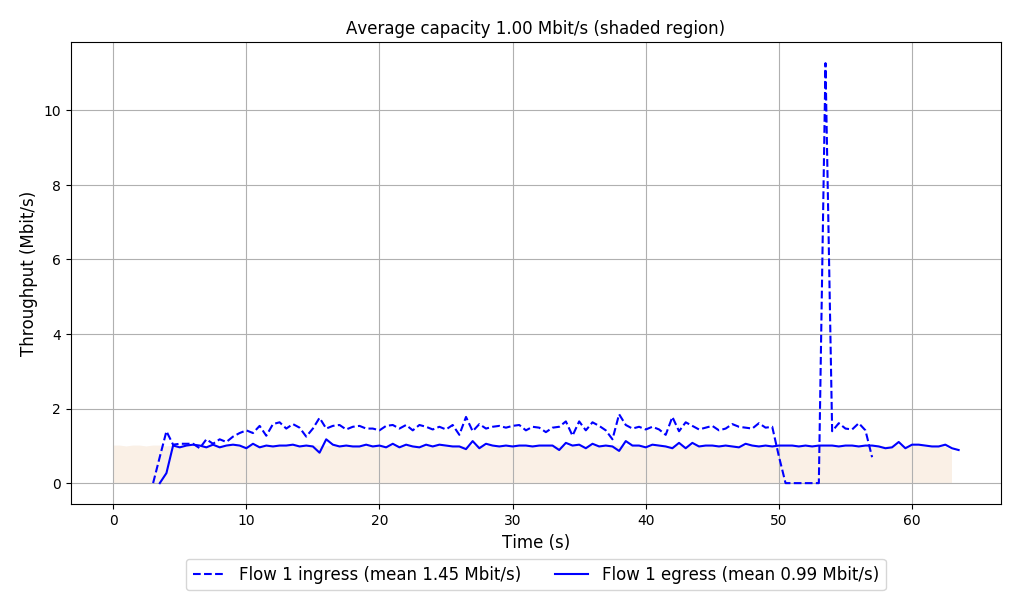 Average capacity 1.00 Mbit/s (shaded region)
Throughput (Mbit/s)
10
8
6
4
2
0
0 10 20 30 40 50 60
Time (s)
Flow 1 ingress (mean 1.45 Mbit/s) Flow 1 egress (mean 0.99 Mbit/s)